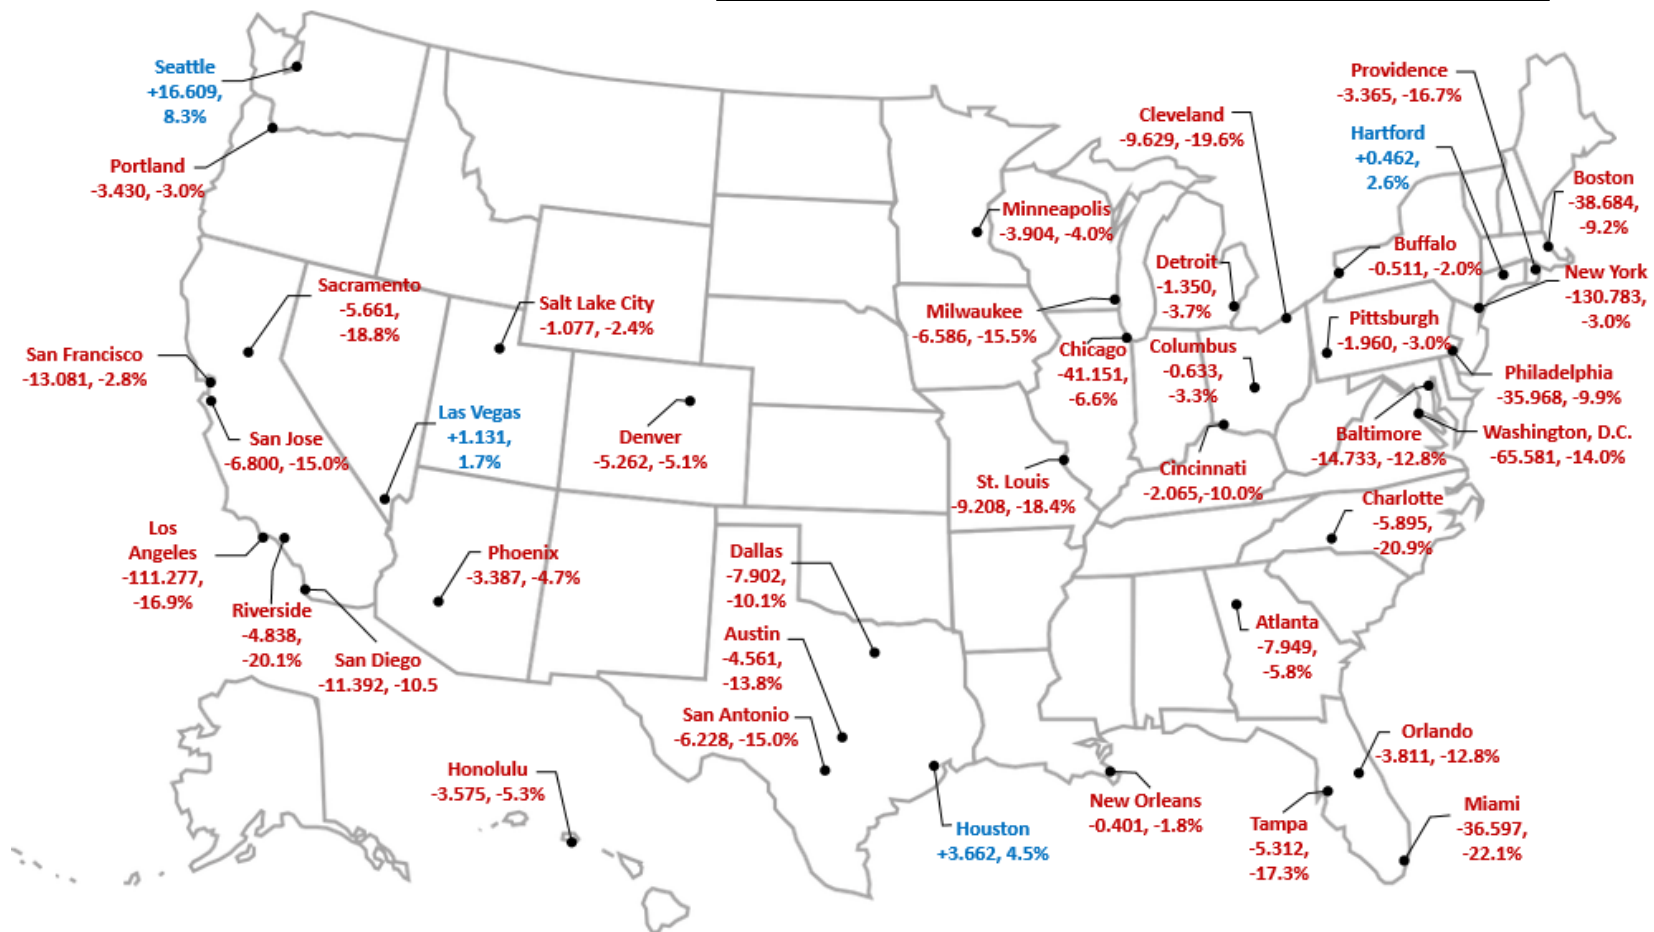 Seattle
+16.609,
8.3%
Portland
-3.430, -3.0%
Sacramento
-5.661,
-18.8%
San Francisco
-13.081, -2.8%
San Jose
-6.800, -15.0%
Los
Angeles
-111.277,
-16.9%
Riverside
-4.838,
-20.1%
San Diego
-11.392, -10.5
Las Vegas
+1.131,
1.7%
Salt Lake City
-1.077, -2.4%
Phoenix
-3.387, -4.7%
Denver
-5.262, -5.1%
Honolulu
-3.575, -5.3%
Dallas
-7.902,
-10.1%
Austin
-4.561,
-13.8%
San Antonio
-6.228, -15.0%
Houston
+3.662, 4.5%
New Orleans
-0.401, -1.8%
Minneapolis
-3.904, -4.0%
Milwaukee
-6.586, -15.5%
Chicago
-41.151,
-6.6%
St. Louis
-9.208, -18.4%
Detroit
-1.350,
-3.7%
Columbus
-0.633,
-3.3%
Cincinnati
-2.065,-10.0%
Cleveland
-9.629, -19.6%
Providence
-3.365, -16.7%
Hartford
+0.462,
2.6%
Boston
-38.684,
-9.2%
Buffalo
-0.511, -2.0%
New York
-130.783,
-3.0%
Pittsburgh
-1.960, -3.0%
Philadelphia
-35.968, -9.9%
Baltimore
-14.733, -12.8%
Washington, D.C.
-65.581, -14.0%
Charlotte
-5.895,
-20.9%
Atlanta
-7.949,
-5.8%
Orlando
-3.811, -12.8%
Tampa
-5.312,
-17.3%
Miami
-36.597,
-22.1%